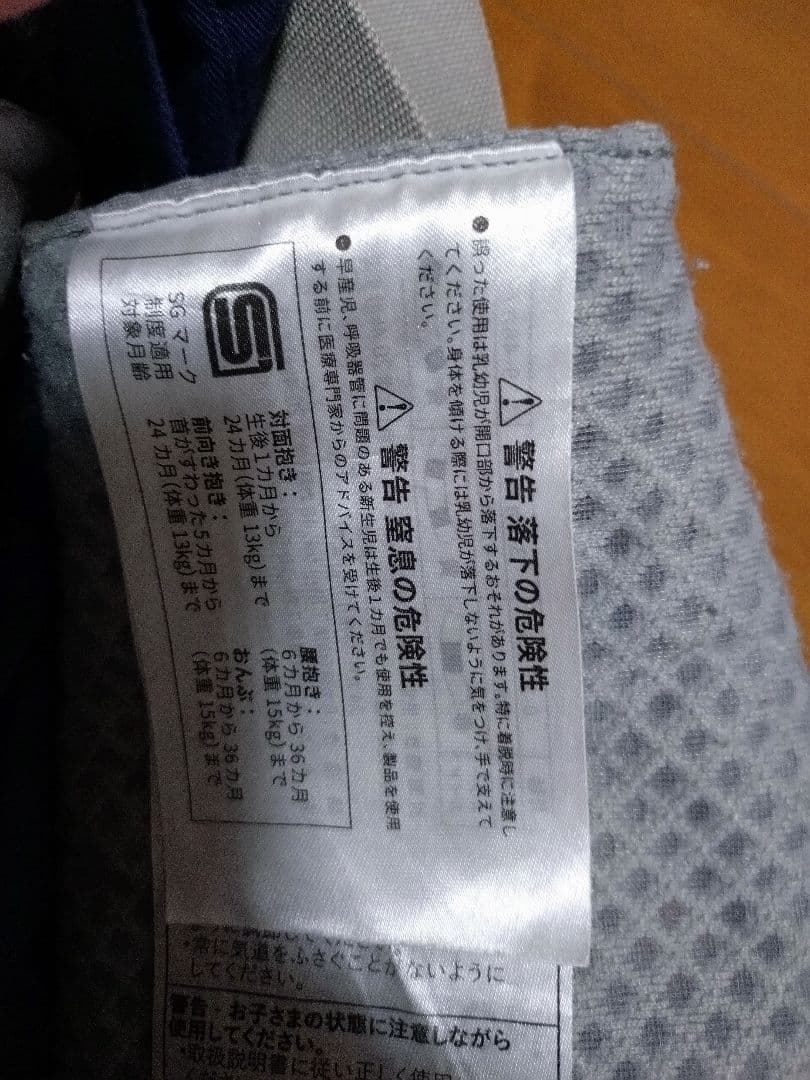 警告 落下の危険性
● 誤った使用は乳幼児が開口部から落下するおそれがあります。特に着脱時に注意し
てください。身体を傾ける際には乳幼児が落下しないように気をつけ、手で支えて
ください。
警告 窒息の危険性
● 早産児、呼吸器管に問題のある新生児は生後1カ月でも使用を控え、製品を使用
する前に医療専門家からのアドバイスを受けてください。
SG マーク
制度適用
対象月齢
対面抱き：
生後1カ月から
24カ月(体重13kg)まで
前向き抱き：
首がすわった5カ月から
24カ月(体重13kg)まで
腰抱き：
6カ月から36カ月
(体重15kg)まで
おんぶ：
6カ月から36カ月
(体重15kg)まで
・常に気道をふさぐことがないように
してください。
警告・お子さまの状態に注意しながら
使用してください。
・取扱説明書に従い正しく使用